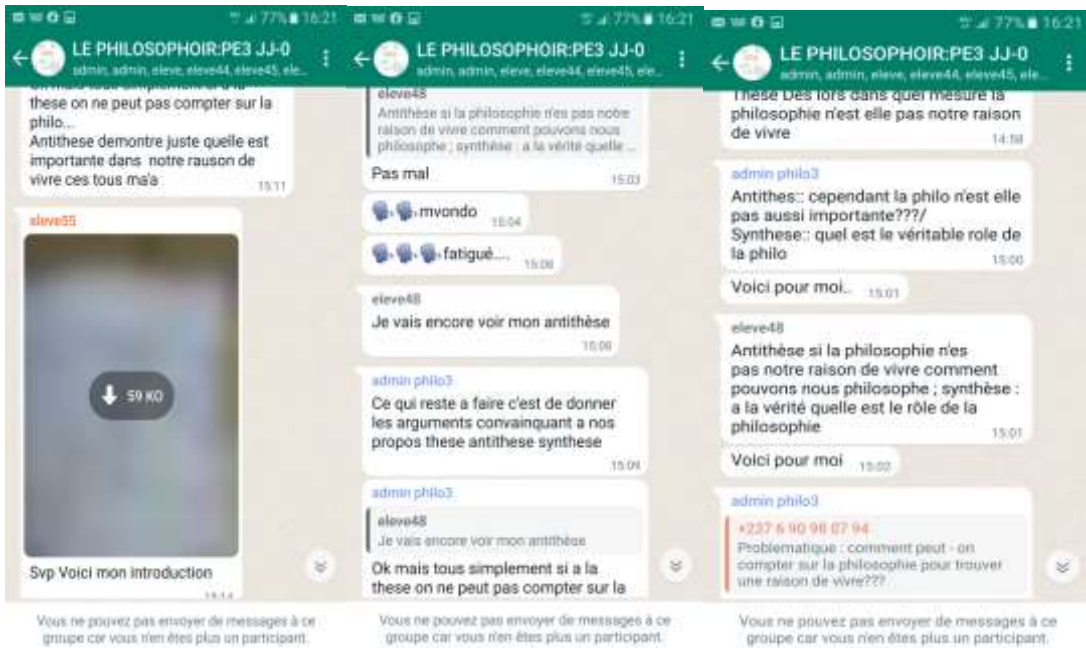 77% 16:21
LE PHILOSOPHOIR:PE3 JJ-0
admin, admin, eleve, eleve44, eleve45, ele...
these on ne peut pas compter sur la
philo...
Antithese demontre juste quelle est
importante dans notre rauson de
vivre ces tous ma'a
15:11
eleve55
59 KO
Svp Voici mon introduction
15:14
Vous ne pouvez pas envoyer de messages à ce
groupe car vous n'en êtes plus un participant.
77% 16:21
LE PHILOSOPHOIR:PE3 JJ-0
admin, admin, eleve, eleve44, eleve45, ele...
eleve48
Antithèse si la philosophie n'es pas notre
raison de vivre comment pouvons nous
philosophe ; synthèse : a la vérité quelle ...
Pas mal
15:03
mvondo
15:04
fatigué....
15:08
eleve48
Je vais encore voir mon antithèse
15:08
admin philo3
Ce qui reste a faire c'est de donner
les arguments convainquant a nos
propos these antithese synthese
15:09
admin philo3
eleve48
Je vais encore voir mon antithèse
Ok mais tous simplement si a la
these on ne peut pas compter sur la
Vous ne pouvez pas envoyer de messages à ce
groupe car vous n'en êtes plus un participant.
77% 16:21
LE PHILOSOPHOIR:PE3 JJ-0
admin, admin, eleve, eleve44, eleve45, ele...
These Des lors dans quel mesure la
philosophie n'est elle pas notre raison
de vivre
14:58
admin philo3
Antithes:: cependant la philo n'est elle
pas aussi importante???/
Synthese:: quel est le véritable role de
la philo
15:00
Voici pour moi..
15:01
eleve48
Antithèse si la philosophie n'es
pas notre raison de vivre comment
pouvons nous philosophe ; synthèse :
a la vérité quelle est le rôle de la
philosophie
15:01
Voici pour moi
15:02
admin philo3
+237 6 90 98 07 94
Problematique : comment peut - on
compter sur la philosophie pour trouver
une raison de vivre???
Vous ne pouvez pas envoyer de messages à ce
groupe car vous n'en êtes plus un participant.